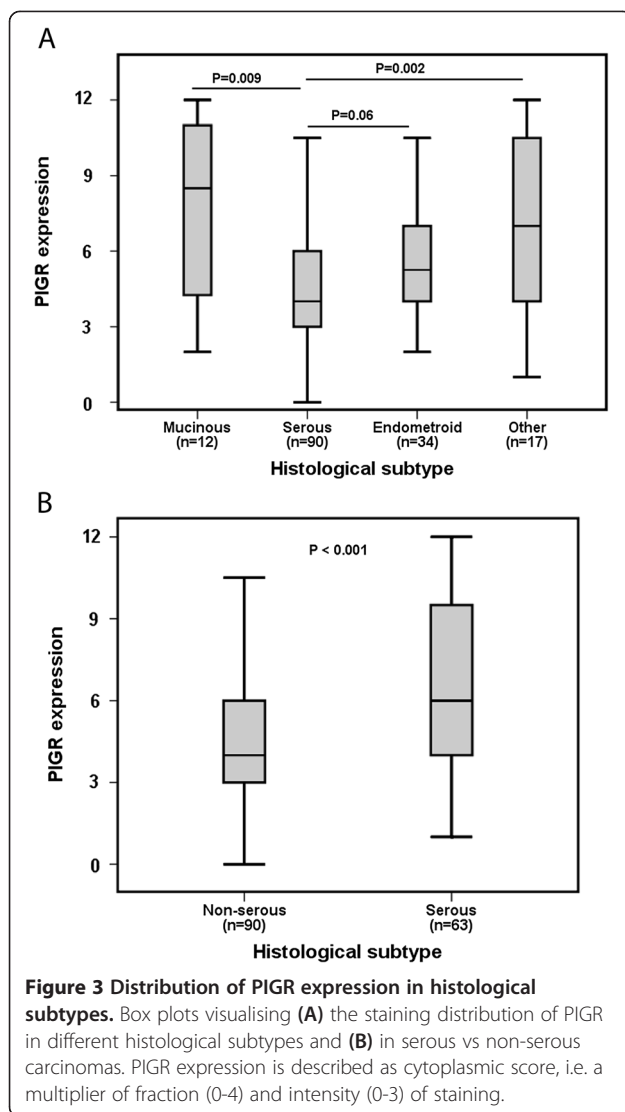 A
P=0.009
P=0.002
P=0.06
12
9
6
3
0
PIGR expression
Mucinous
(n=12)
Serous
(n=90)
Endometroid
(n=34)
Other
(n=17)
Histological subtype
B
P < 0.001
12
9
6
3
0
PIGR expression
Non-serous
(n=90)
Serous
(n=63)
Histological subtype
Figure 3 Distribution of PIGR expression in histological
subtypes. Box plots visualising (A) the staining distribution of PIGR
in different histological subtypes and (B) in serous vs non-serous
carcinomas. PIGR expression is described as cytoplasmic score, i.e. a
multiplier of fraction (0-4) and intensity (0-3) of staining.